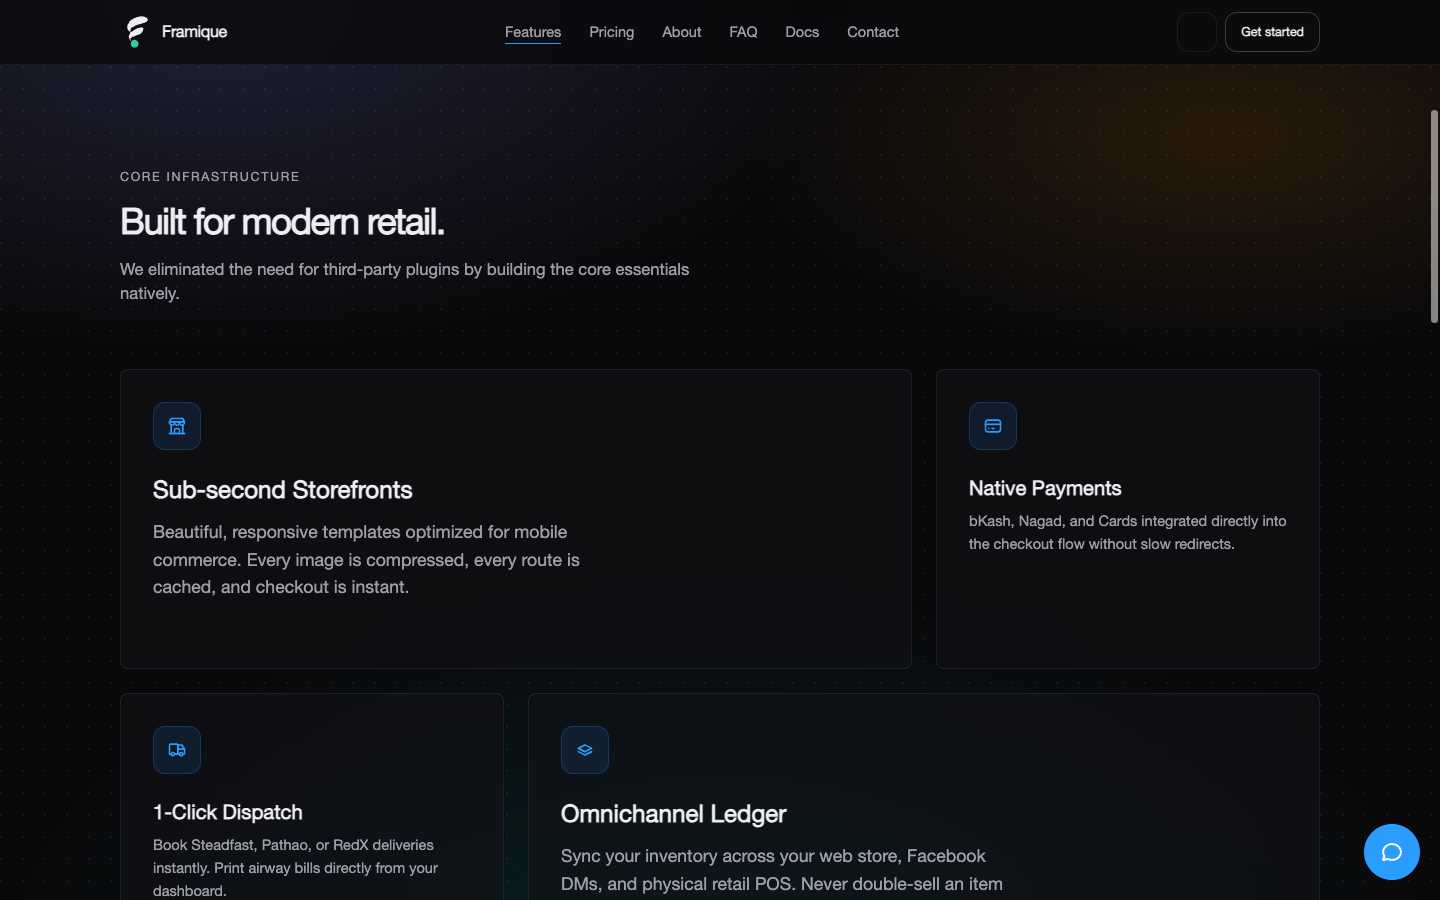 Framique
Features
Pricing
About
FAQ
Docs
Contact
Get started
CORE INFRASTRUCTURE
Built for modern retail.
We eliminated the need for third-party plugins by building the core essentials
natively.
Sub-second Storefronts
Beautiful, responsive templates optimized for mobile
commerce. Every image is compressed, every route is
cached, and checkout is instant.
Native Payments
bKash, Nagad, and Cards integrated directly into
the checkout flow without slow redirects.
1-Click Dispatch
Book Steadfast, Pathao, or RedX deliveries
instantly. Print airway bills directly from your
dashboard.
Omnichannel Ledger
Sync your inventory across your web store, Facebook
DMs, and physical retail POS. Never double-sell an item